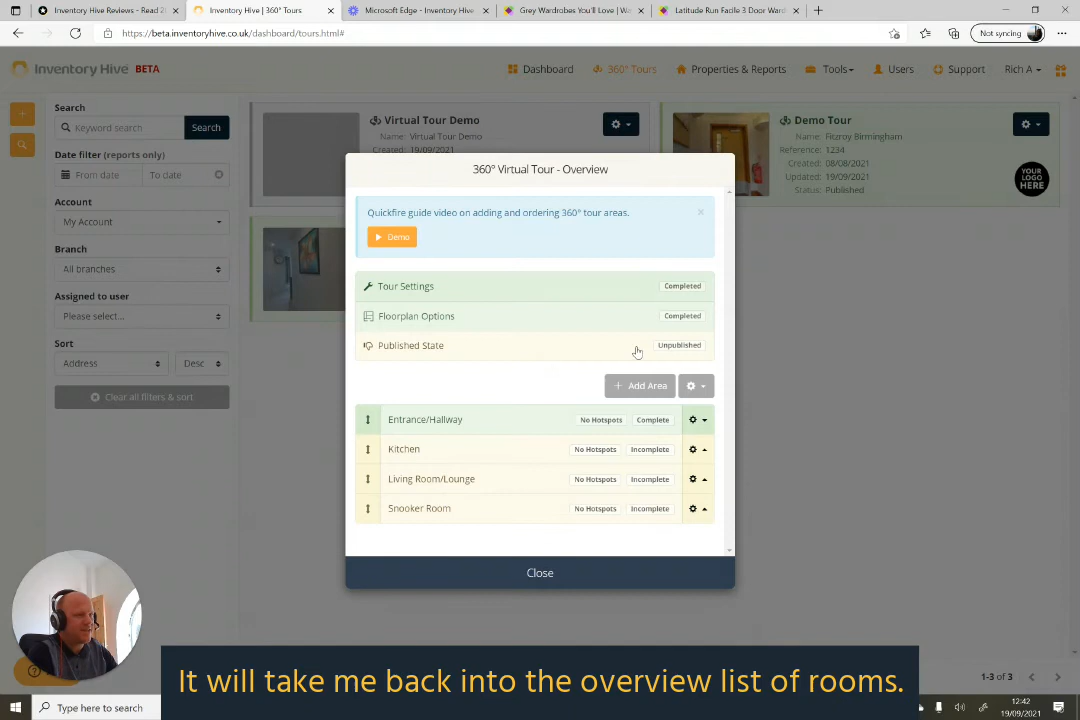 Inventory Hive Reviews - Read 2
Inventory Hive | 360° Tours
Microsoft Edge - Inventory Hive
Grey Wardrobes You'll Love | Wa
Latitude Run Facile 3 Door Ward
https://beta.inventoryhive.co.uk/dashboard/tours.html#
Not syncing
Inventory Hive BETA
Dashboard
360° Tours
Properties & Reports
Tools
Users
Support
Rich A
Search
Keyword search
Search
Date filter (reports only)
From date
To date
Account
My Account
Branch
All branches
Assigned to user
Please select...
Sort
Address
Desc
Clear all filters & sort
Virtual Tour Demo
Name: Virtual Tour Demo
Created: 19/09/2021
Demo Tour
Name: Fitzroy Birmingham
Reference: 1234
Created: 08/08/2021
Updated: 19/09/2021
Status: Published
YOUR
LOGO
HERE
360° Virtual Tour - Overview
Quickfire guide video on adding and ordering 360° tour areas.
Demo
Tour Settings Completed
Floorplan Options Completed
Published State Unpublished
Add Area
Entrance/Hallway No Hotspots Complete
Kitchen No Hotspots Incomplete
Living Room/Lounge No Hotspots Incomplete
Snooker Room No Hotspots Incomplete
Close
1-3 of 3
It will take me back into the overview list of rooms.
Type here to search
12:42
19/09/2021